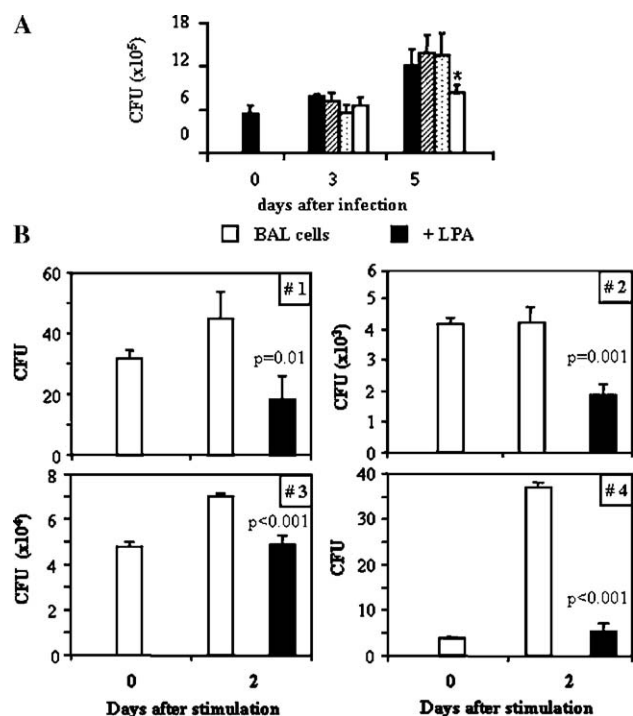 A
CFU (x10⁵)
18
12
6
0
*
0 3 5
days after infection
B
BAL cells + LPA
CFU
60
40
20
0
#1
p=0.01
CFU (x10³)
6
5
4
3
2
1
0
#2
p=0.001
CFU (x10⁴)
8
6
4
2
0
#3
p<0.001
0 2
Days after stimulation
CFU
40
30
20
10
0
#4
p<0.001
0 2
Days after stimulation